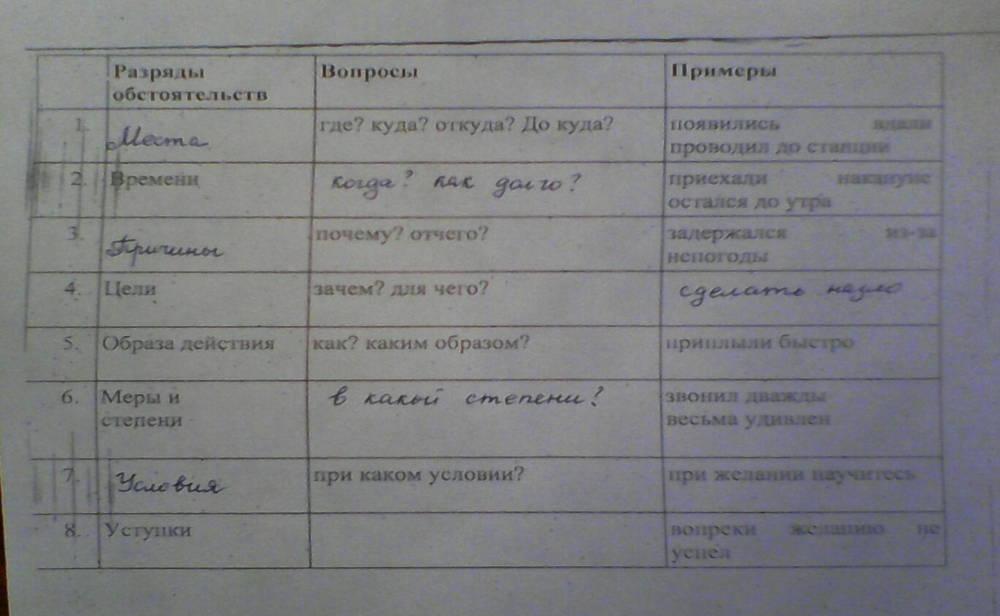 Разряды обстоятельств
Вопросы
Примеры
1. Места
где? куда? откуда? До куда?
появились вдали
проводил до станции
2. Времени
когда? как долго?
приехали накануне
остался до утра
3. Причины
почему? отчего?
задержался из-за
непогоды
4. Цели
зачем? для чего?
сделать назло
5. Образа действия
как? каким образом?
приплыли быстро
6. Меры и
степени
в какой степени?
звонил дважды
весьма удивлен
7. Условия
при каком условии?
при желании научитесь
8. Уступки
вопреки желанию не
успел